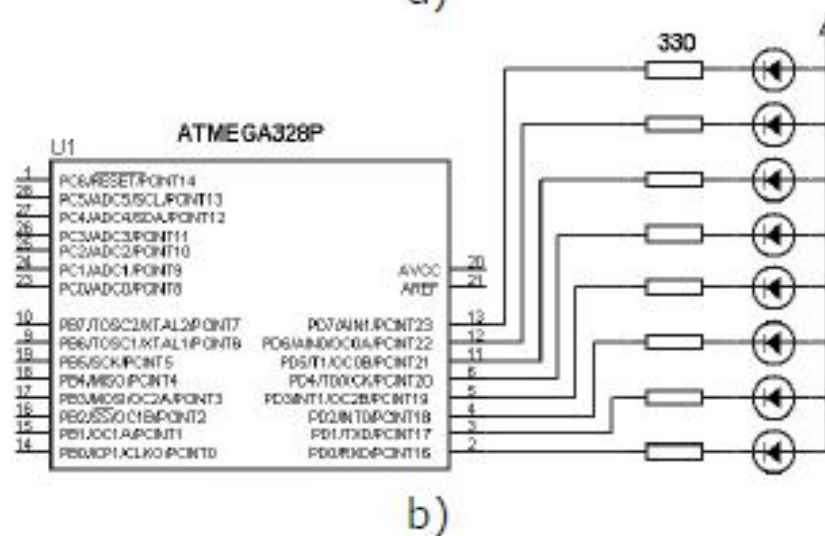 330
ATMEGA328P
U1
1 PC6/RESET/PCINT14
28 PC5/ADC5/SCL/PCINT13
27 PC4/ADC4/SDA/PCINT12
26 PC3/ADC3/PCINT11
25 PC2/ADC2/PCINT10
24 PC1/ADC1/PCINT9
23 PC0/ADC0/PCINT8
AVCC 20
AREF 21
10 PB7/TOSC2/XTAL2/PCINT7
9 PB6/TOSC1/XTAL1/PCINT6
19 PB5/SCK/PCINT5
18 PB4/MISO/PCINT4
17 PB3/MOSI/OC2A/PCINT3
16 PB2/SS/OC1B/PCINT2
15 PB1/OC1A/PCINT1
14 PB0/ICP1/CLKO/PCINT0
PD7/AIN1/PCINT23 13
PD6/AIN0/OC0A/PCINT22 12
PD5/T1/OC0B/PCINT21 11
PD4/T0/XCK/PCINT20 6
PD3/INT1/OC2B/PCINT19 5
PD2/INT0/PCINT18 4
PD1/TXD/PCINT17 3
PD0/RXD/PCINT16 2
b)